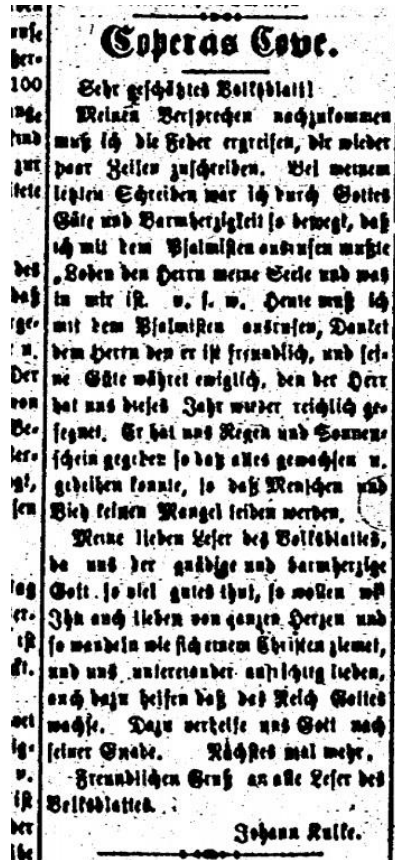 Coperas Cove.
Sehr geschätztes Volksblatt!
Meinen Versprechen nachzukommen
muß ich die Feder ergreifen, dir wieder
paar Zeilen zuschreiben. Bei meinem
letzten Schreiben war ich durch Gottes
Güte und Barmherzigkeit so bewegt, daß
ich mit dem Psalmisten ausrufen mußte
„Loben den Herrn meine Seele und was
in mir ist. u. s. w. Heute muß ich
mit dem Psalmisten ausrufen, Danket
dem Herrn den er ist freundlich, und sei-
ne Güte währet ewiglich, den der Herr
hat uns dieses Jahr wieder reichlich ge-
segnet. Er hat uns Regen und Sonnen-
schein gegeben so daß alles gewachsen u.
gedeihen konnte, so daß Menschen und
Vieh keinen Mangel leiden werden.
Meine lieben Leser des Volksblattes,
da uns der gnädige und barmherzige
Gott so viel gutes thut, so wollen wir
Ihn auch lieben von ganzen Herzen und
so wandeln wie sich einem Christen ziemet,
und uns untereinander aufrichtig lieben,
auch dazu helfen daß das Reich Gottes
wachse. Dazu verhelfe uns Gott nach
seiner Gnade. Nächstes mal mehr.
Freundlichen Gruß an alle Leser des
Volksblattes.
Johann Kulke.